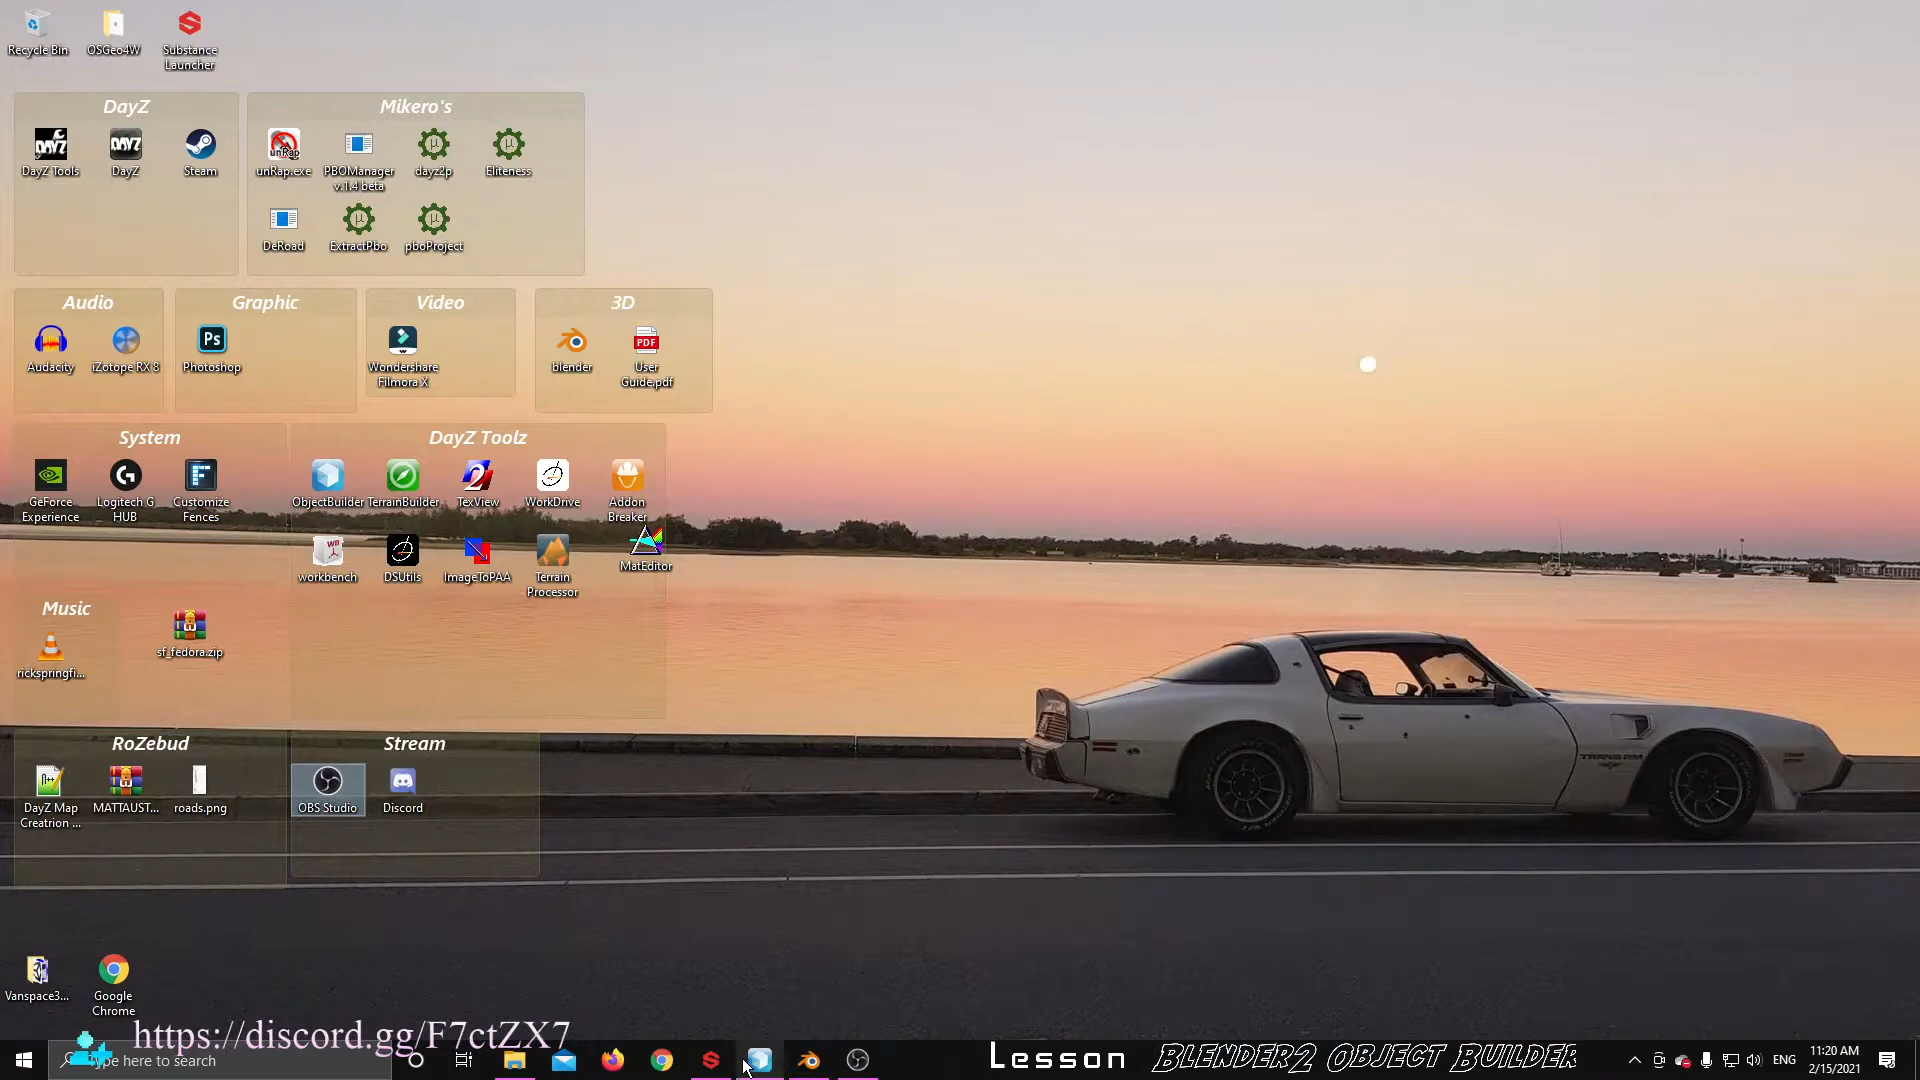 Recycle Bin
OSGeo4W
Substance
Launcher
DayZ
DayZ Tools
DayZ
Steam
Mikero's
unRap.exe
PBOManager
v.1.4 beta
dayz2p
Eliteness
DeRoad
ExtractPbo
pboProject
Audio
Audacity
iZotope RX 8
Graphic
Photoshop
Video
Wondershare
Filmora X
3D
blender
PDF
User
Guide.pdf
System
GeForce
Experience
Logitech G
HUB
Customize
Fences
DayZ Toolz
ObjectBuilder
TerrainBuilder
TexView
WorkDrive
Addon
Breaker
workbench
DSUtils
ImageToPAA
Terrain
Processor
MatEditor
Music
rickspringfi...
sf_fedora.zip
RoZebud
DayZ Map
Creatrion ...
MATTAUST...
roads.png
Stream
OBS Studio
Discord
TRANS AM
Vanspace3...
Google
Chrome
https://discord.gg/F7ctZX7
Type here to search
Lesson
BLENDER2 OBJECT BUILDER
ENG
11:20 AM
2/15/2021